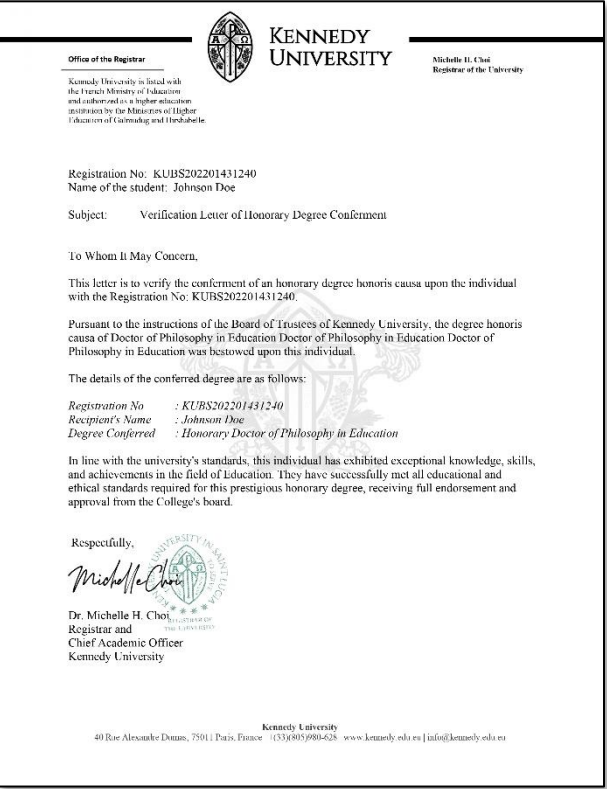 Office of the Registrar
Kennedy University is listed with
the French Ministry of Education
and authorized as a higher education
institution by the Ministries of Higher
Education of Galmudug and Hirshabelle.
KENNEDY
UNIVERSITY
Michelle H. Choi
Registrar of the University
Registration No: KUBS202201431240
Name of the student: Johnson Doe
Subject: Verification Letter of Honorary Degree Conferment
To Whom It May Concern,
This letter is to verify the conferment of an honorary degree honoris causa upon the individual
with the Registration No: KUBS202201431240.
Pursuant to the instructions of the Board of Trustees of Kennedy University, the degree honoris
causa of Doctor of Philosophy in Education Doctor of Philosophy in Education Doctor of
Philosophy in Education was bestowed upon this individual.
The details of the conferred degree are as follows:
Registration No : KUBS202201431240
Recipient's Name : Johnson Doe
Degree Conferred : Honorary Doctor of Philosophy in Education
In line with the university's standards, this individual has exhibited exceptional knowledge, skills,
and achievements in the field of Education. They have successfully met all educational and
ethical standards required for this prestigious honorary degree, receiving full endorsement and
approval from the College's board.
Respectfully,
Michelle Choi
KENNEDY UNIVERSITY IN SAINT LUCIA
REGISTRAR OF
THE UNIVERSITY
Dr. Michelle H. Choi
Registrar and
Chief Academic Officer
Kennedy University
Kennedy University
40 Rue Alexandre Dumas, 75011 Paris, France +(33)(805)980-628 www.kennedy.edu.eu | info@kennedy.edu.eu